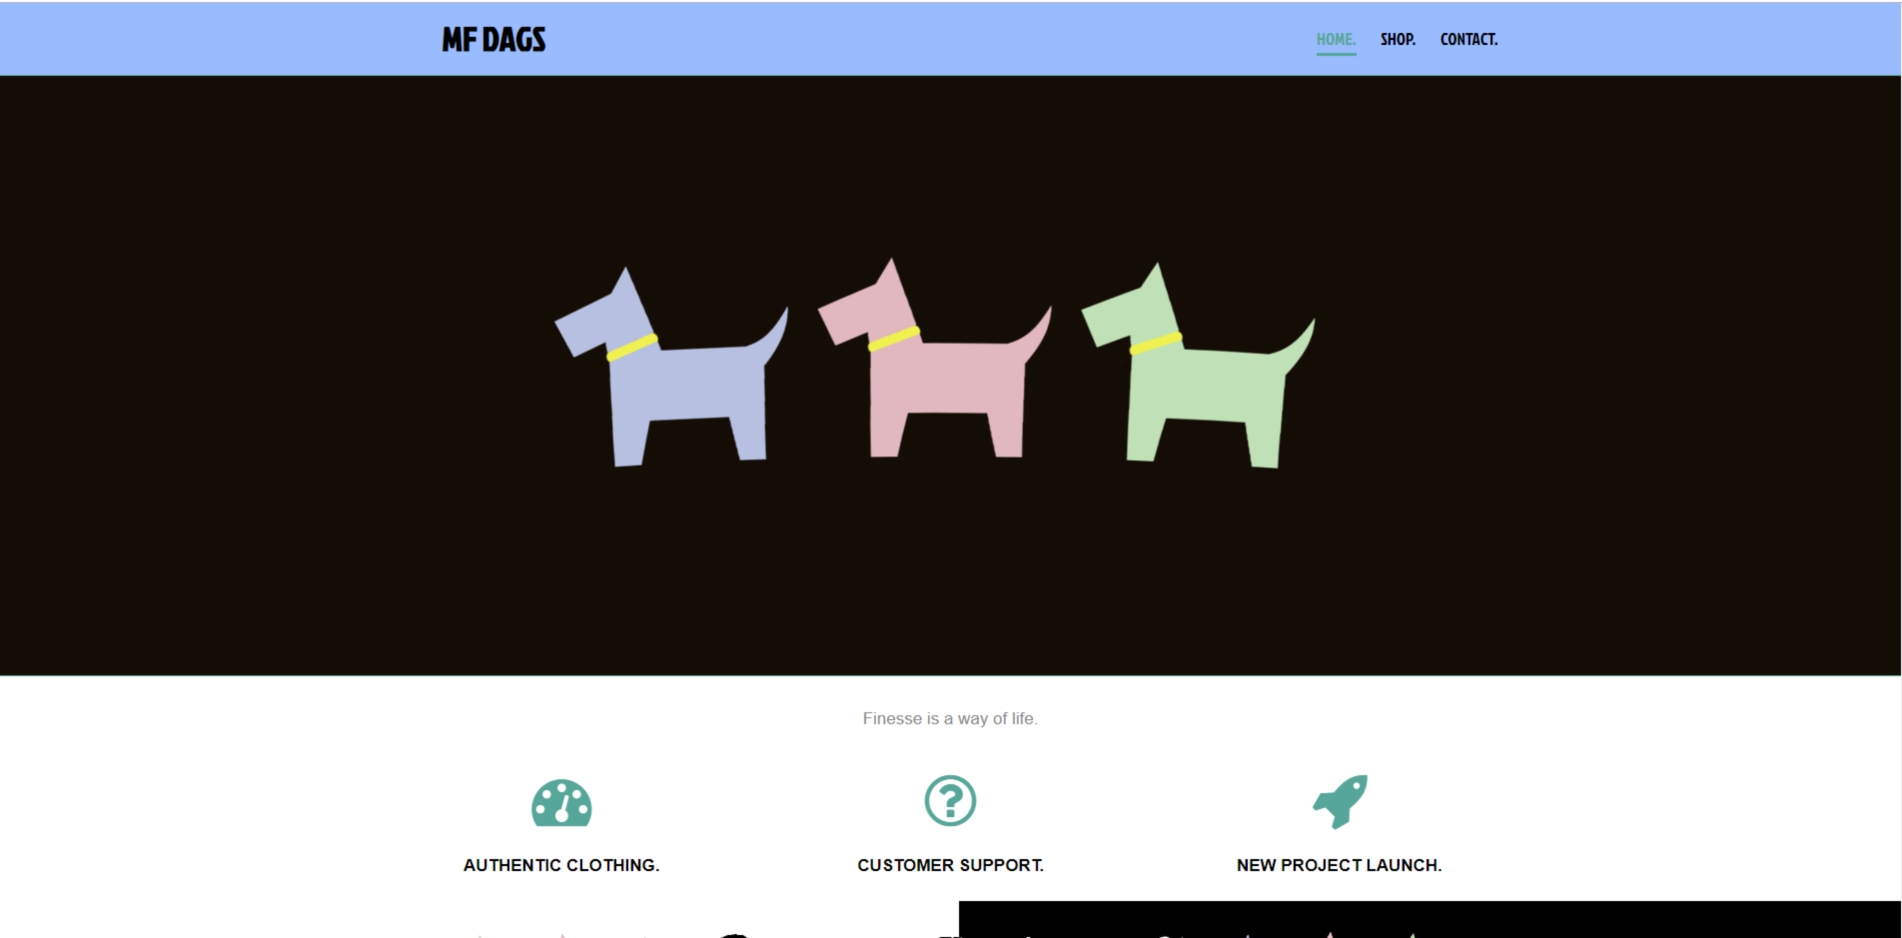 MF DAGS
HOME. SHOP. CONTACT.
Finesse is a way of life.
AUTHENTIC CLOTHING.
CUSTOMER SUPPORT.
NEW PROJECT LAUNCH.